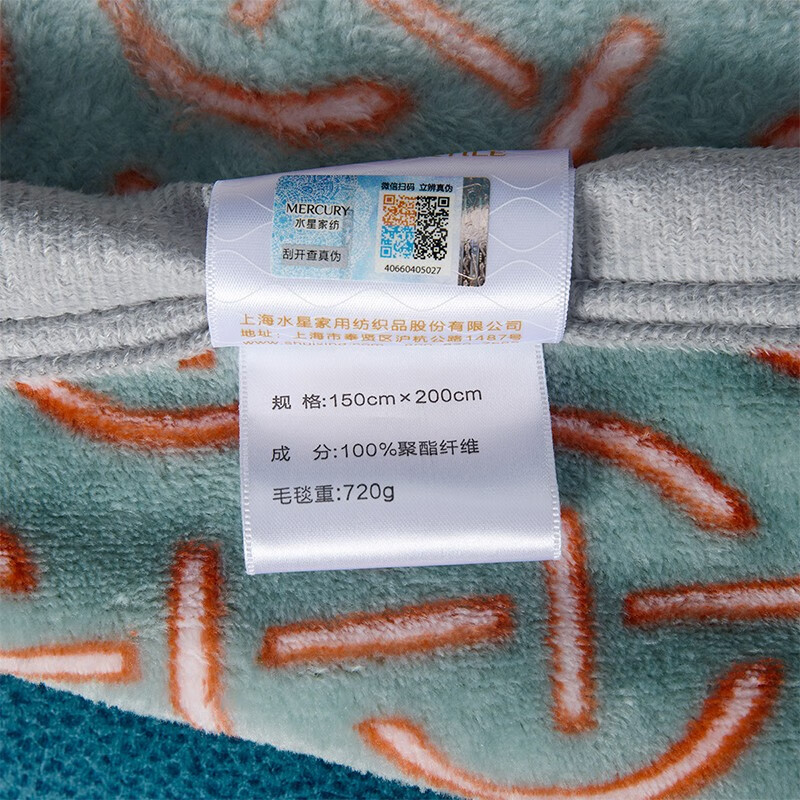 微信扫码 立辨真伪
MERCURY
水星家纺
刮开查真伪
40660405027
上海水星家用纺织品股份有限公司
地址：上海市奉贤区沪杭公路1487号
规 格:150cm×200cm
成 分:100%聚酯纤维
毛毯重:720g